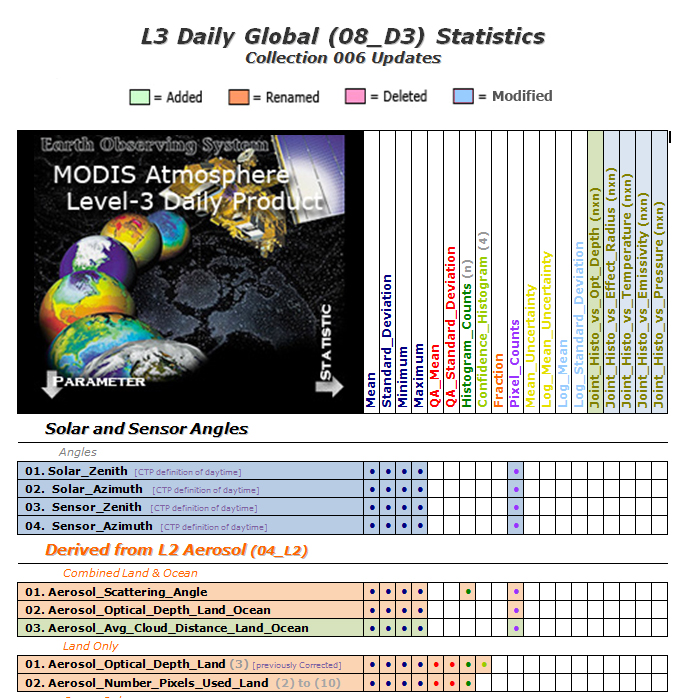 L3 Daily Global (08_D3) Statistics
Collection 006 Updates
= Added = Renamed = Deleted = Modified
Earth Observing System
MODIS Atmosphere
Level-3 Daily Product
PARAMETER
STATISTIC
Mean
Standard_Deviation
Minimum
Maximum
QA_Mean
QA_Standard_Deviation
Histogram_Counts (n)
Confidence_Histogram (4)
Fraction
Pixel_Counts
Mean_Uncertainty
Log_Mean_Uncertainty
Log_Mean
Log_Standard_Deviation
Joint_Histo_vs_Opt_Depth (nxn)
Joint_Histo_vs_Effect_Radius (nxn)
Joint_Histo_vs_Temperature (nxn)
Joint_Histo_vs_Emissivity (nxn)
Joint_Histo_vs_Pressure (nxn)
Solar and Sensor Angles
Angles
01. Solar_Zenith [CTP definition of daytime]
02. Solar_Azimuth [CTP definition of daytime]
03. Sensor_Zenith [CTP definition of daytime]
04. Sensor_Azimuth [CTP definition of daytime]
Derived from L2 Aerosol (04_L2)
Combined Land & Ocean
01. Aerosol_Scattering_Angle
02. Aerosol_Optical_Depth_Land_Ocean
03. Aerosol_Avg_Cloud_Distance_Land_Ocean
Land Only
01. Aerosol_Optical_Depth_Land (3) [previously Corrected]
02. Aerosol_Number_Pixels_Used_Land (2) to (10)